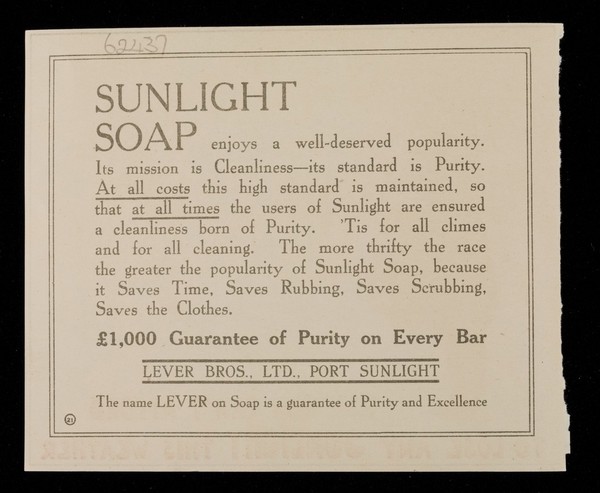 62437
SUNLIGHT
SOAP enjoys a well-deserved popularity.
Its mission is Cleanliness—its standard is Purity.
At all costs this high standard is maintained, so
that at all times the users of Sunlight are ensured
a cleanliness born of Purity. 'Tis for all climes
and for all cleaning. The more thrifty the race
the greater the popularity of Sunlight Soap, because
it Saves Time, Saves Rubbing, Saves Scrubbing,
Saves the Clothes.
£1,000 Guarantee of Purity on Every Bar
LEVER BROS., LTD., PORT SUNLIGHT
The name LEVER on Soap is a guarantee of Purity and Excellence
21